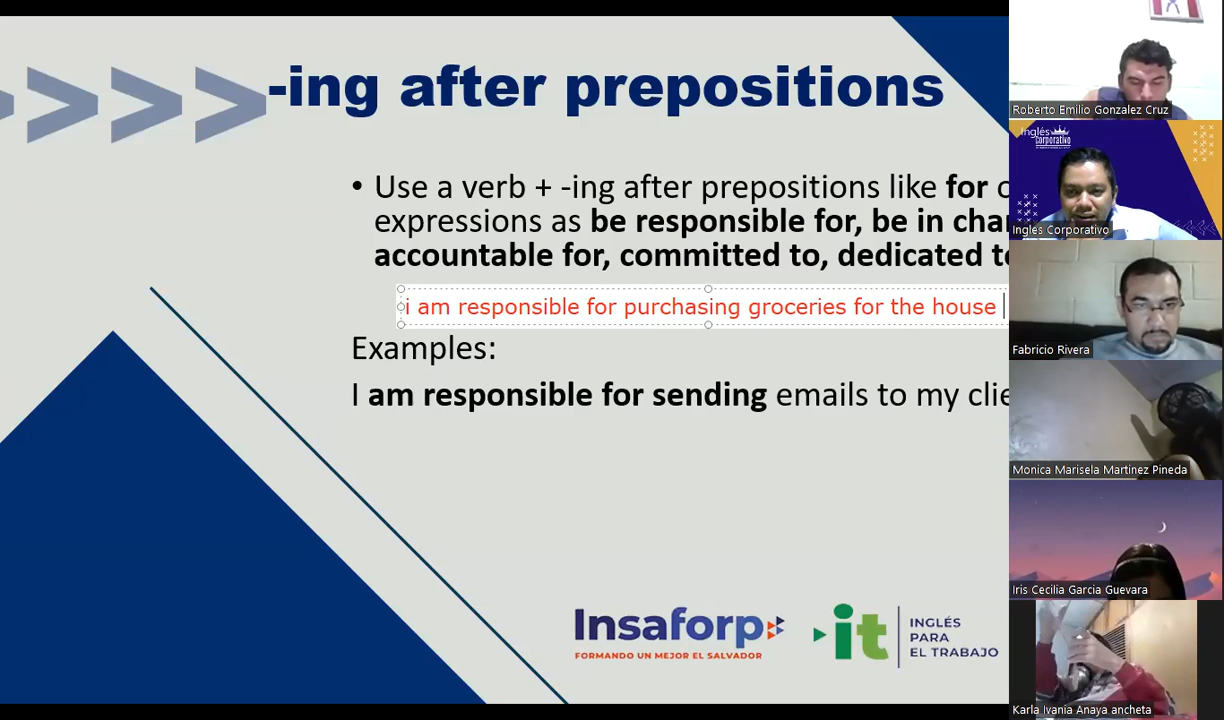 -ing after prepositions
• Use a verb + -ing after prepositions like for
expressions as be responsible for, be in
accountable for, committed to, dedicated
i am responsible for purchasing groceries for the house
Examples:
I am responsible for sending emails to my
Insaforp
FORMANDO UN MEJOR EL SALVADOR
it
INGLÉS
PARA
EL TRABAJO
Roberto Emilio Gonzalez Cruz
Inglés
Corporativo
Inglés Corporativo
Fabricio Rivera
Monica Marisela Martinez Pineda
Iris Cecilia Garcia Guevara
Karla Ivania Anaya ancheta